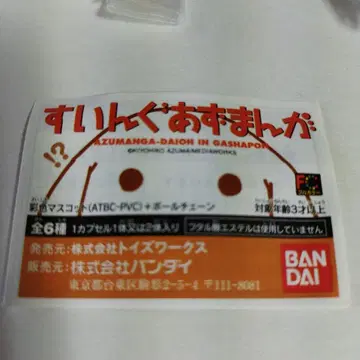 すいんぐあずまんが
AZUMANGA-DAIOH IN GASHAPON
©KIYOHIKO AZUMA/MEDIAWORKS
!?
彩色マスコット(ATBC-PVC)+ボールチェーン
対象年齢3才以上
全6種 1カプセル1体又は2体入り フタル酸エステルは使用していません。
発売元:株式会社トイズワークス
販売元:株式会社バンダイ
東京都台東区駒形2-5-4 〒111-8081
BAN
DAI